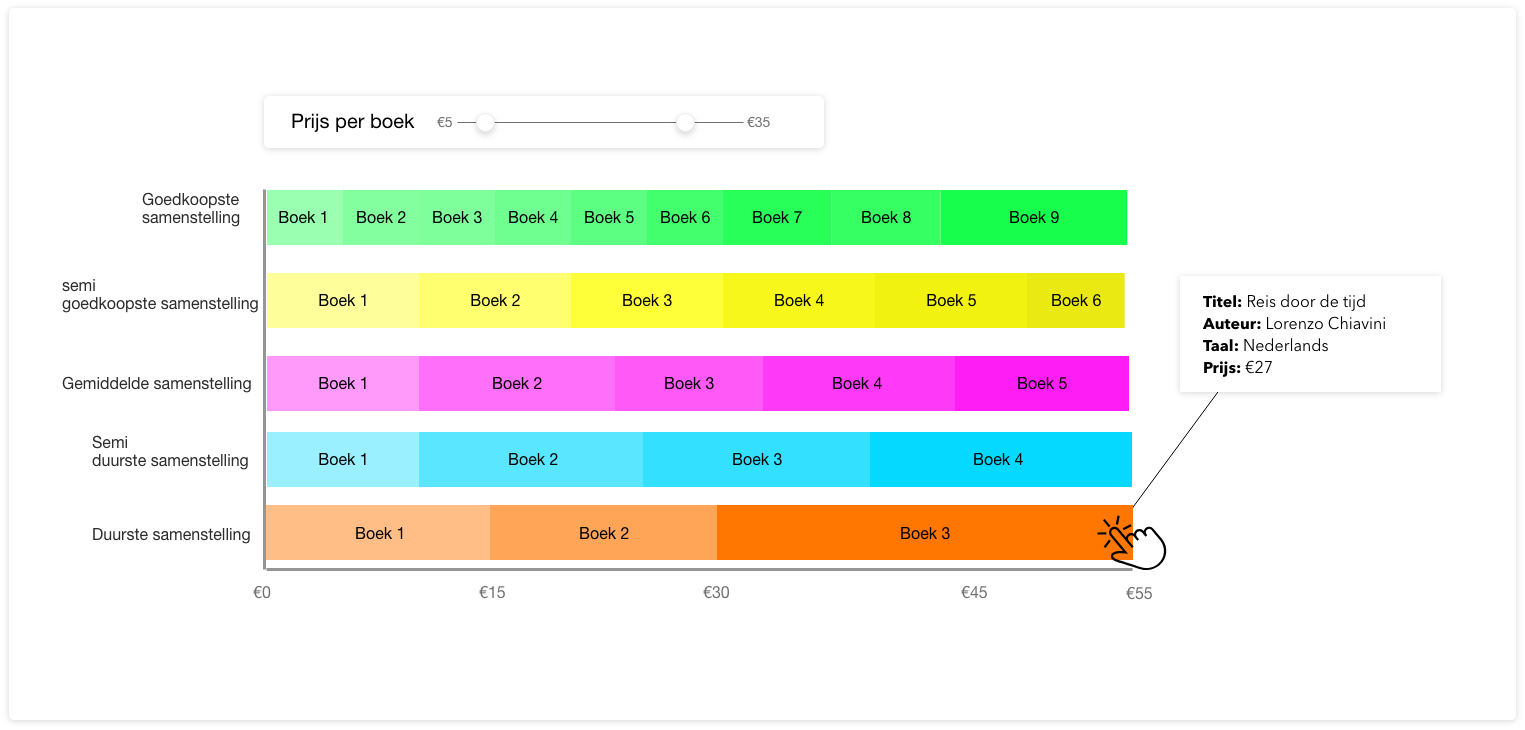 Prijs per boek €5 €35
Goedkoopste
samenstelling
Boek 1 Boek 2 Boek 3 Boek 4 Boek 5 Boek 6 Boek 7 Boek 8 Boek 9
semi
goedkoopste samenstelling
Boek 1 Boek 2 Boek 3 Boek 4 Boek 5 Boek 6
Titel: Reis door de tijd
Auteur: Lorenzo Chiavini
Taal: Nederlands
Prijs: €27
Gemiddelde samenstelling
Boek 1 Boek 2 Boek 3 Boek 4 Boek 5
Semi
duurste samenstelling
Boek 1 Boek 2 Boek 3 Boek 4
Duurste samenstelling
Boek 1 Boek 2 Boek 3
€0 €15 €30 €45 €55